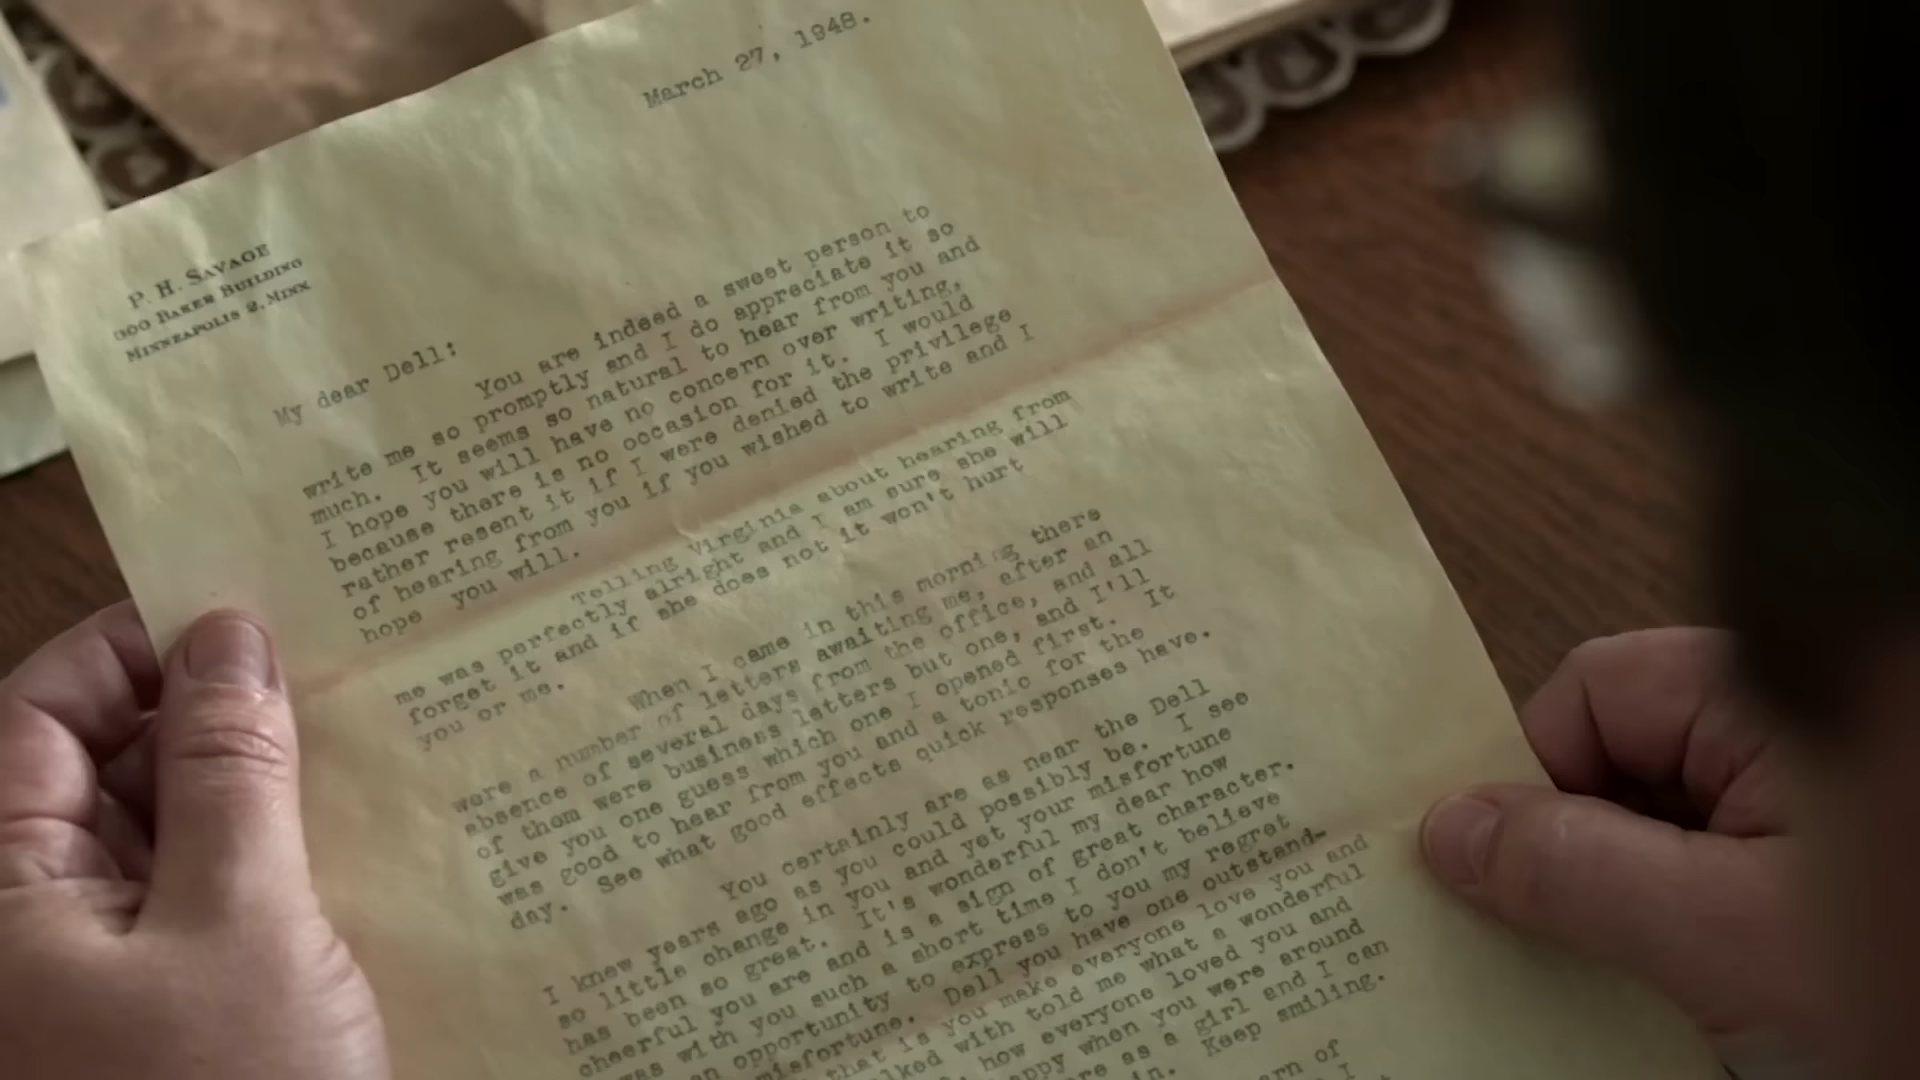 March 27, 1948.
P. H. SAVAGE
900 BAKER BUILDING
MINNEAPOLIS 2, MINN
My dear Dell:
You are indeed a sweet person to
write me so promptly and I do appreciate it so
much. It seems so natural to hear from you and
I hope you will have no concern over writing,
because there is no occasion for it. I would
rather resent it if I were denied the privilege
of hearing from you if you wished to write and I
hope you will.
Telling Virginia about hearing from
me was perfectly alright and I am sure she will
forget it and if she does not it won't hurt
you or me.
When I came in this morning there
were a number of letters awaiting me, after an
absence of several days from the office, and all
of them were business letters but one, and I'll
give you one guess which one I opened first. It
was good to hear from you and a tonic for the
day. See what good effects quick responses have.
You certainly are as near the Dell
I knew years ago as you could possibly be. I see
so little change in you and yet your misfortune
has been so great. It's wonderful my dear how
cheerful you are and is a sign of great character.
was with you such a short time I don't believe
an opportunity to express to you my regret
misfortune. Dell you have one outstand-
that is you make everyone love you and
lked with told me what a wonderful
how everyone loved you and
appy when you were around
re as a girl and I can
in. Keep smiling.
rn of
I